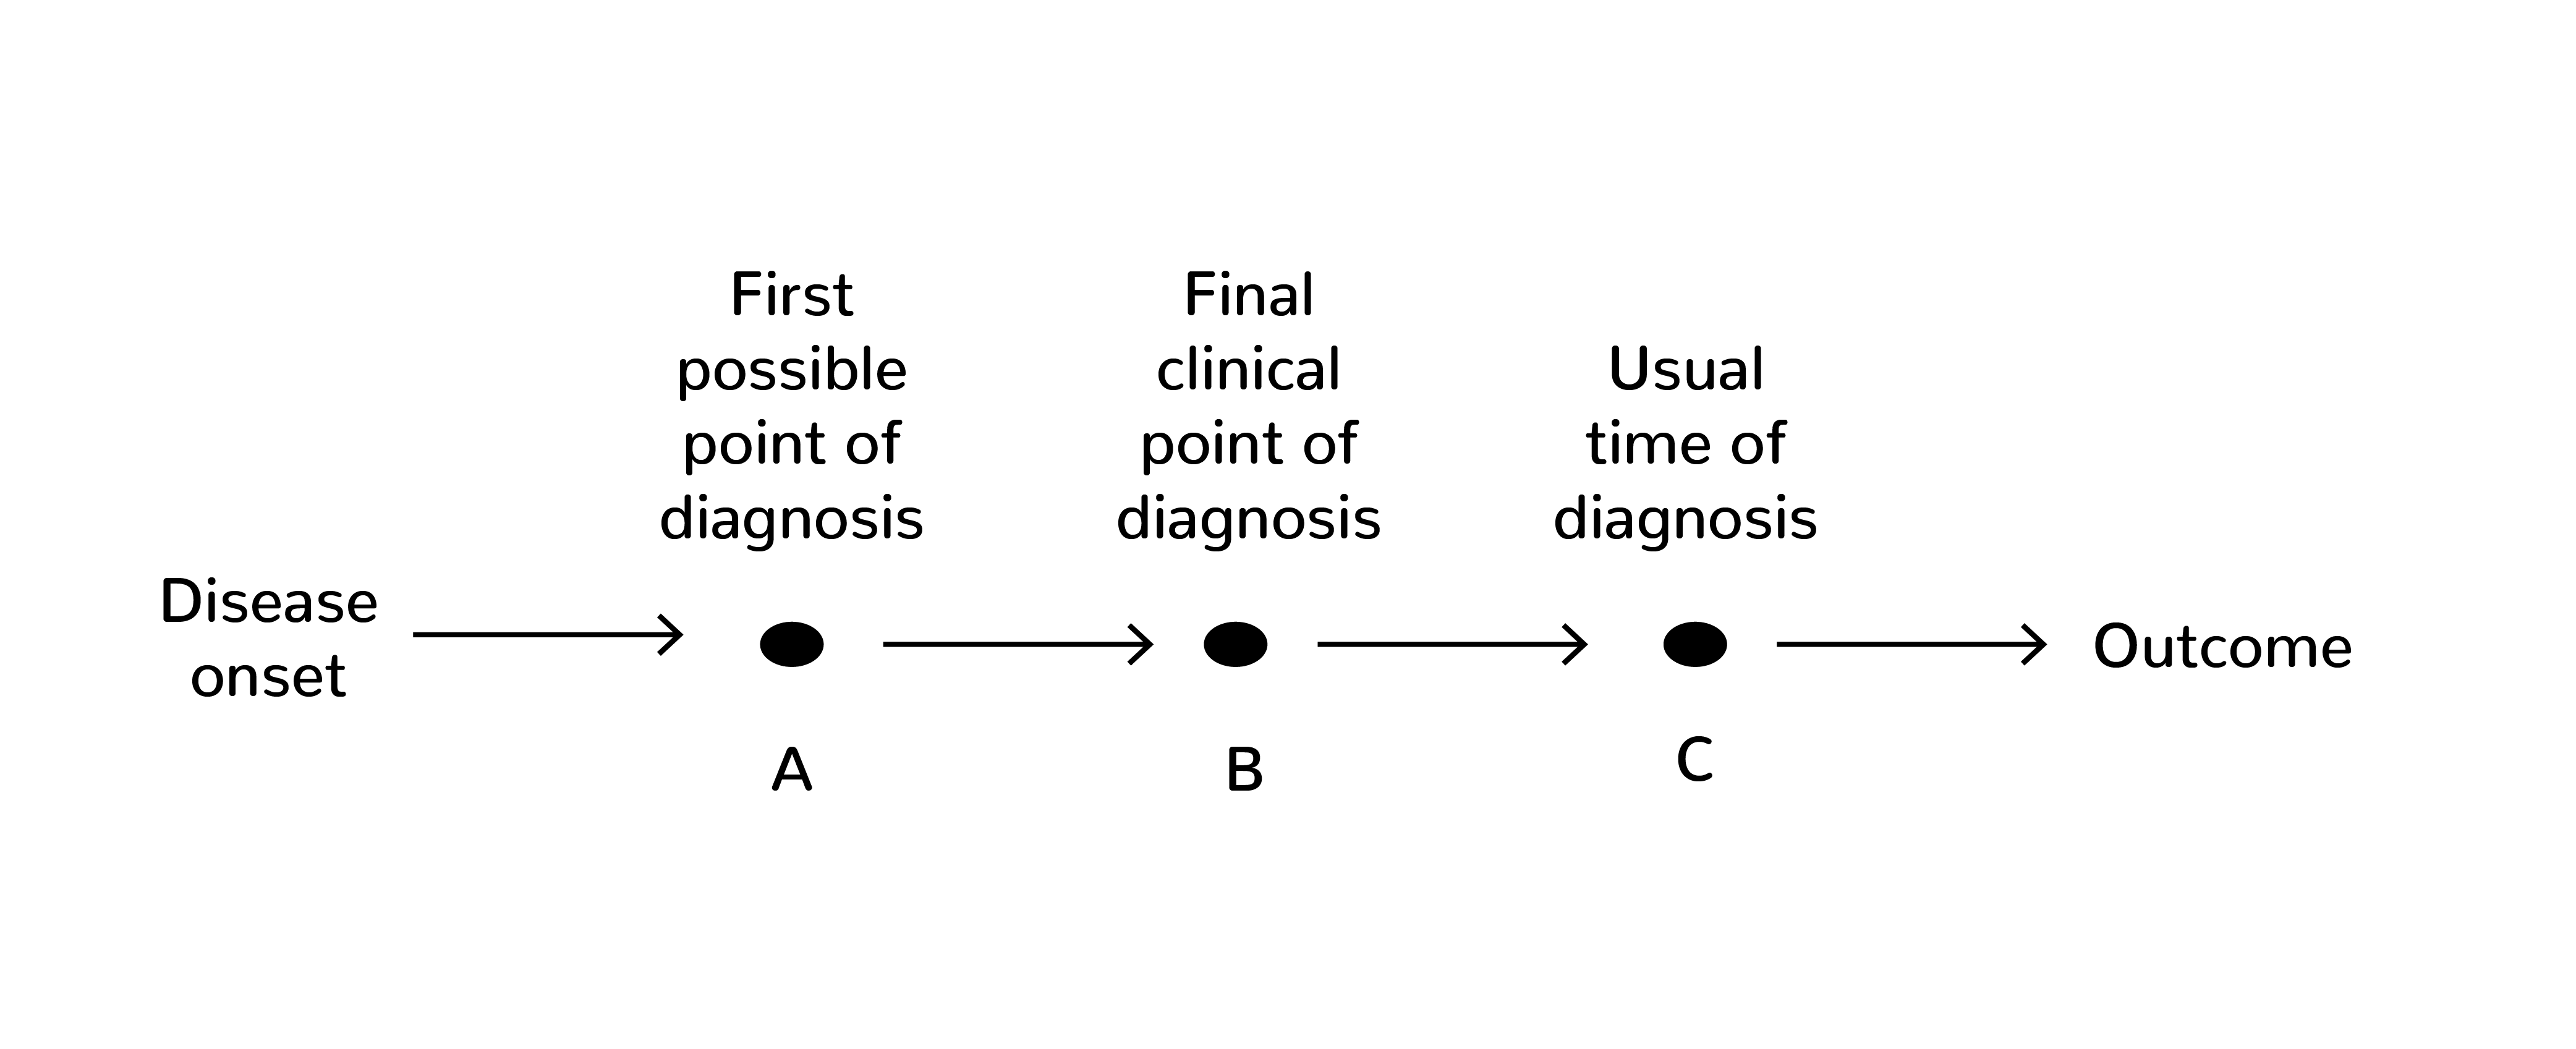 First
possible
point of
diagnosis
Final
clinical
point of
diagnosis
Usual
time of
diagnosis
Disease
onset
Outcome
A
B
C